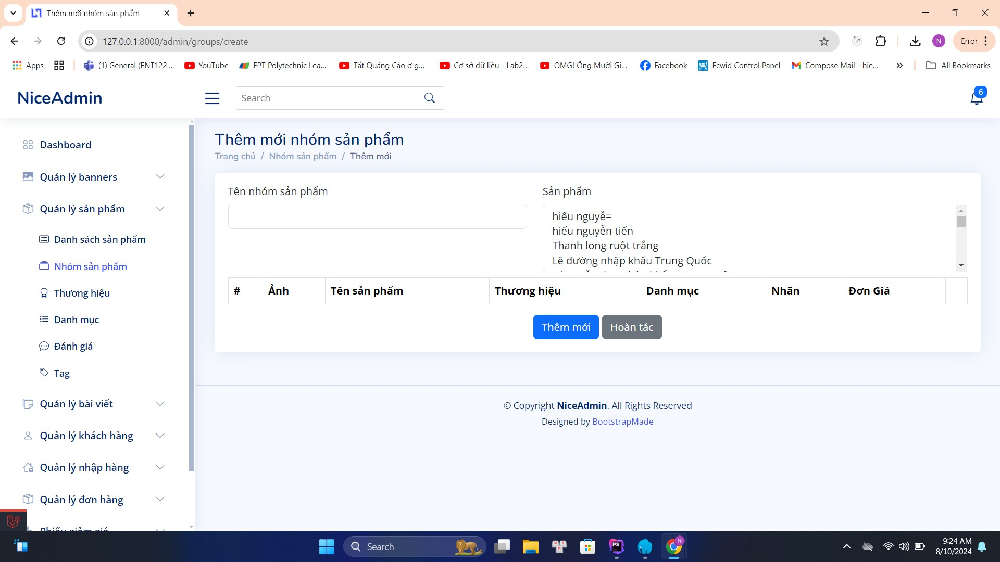 Thêm mới nhóm sản phẩm
127.0.0.1:8000/admin/groups/create
N
Error
Apps
(1) General (ENT122...
YouTube
FPT Polytechnic Lea...
Tắt Quảng Cáo ở g...
Cơ sở dữ liệu - Lab2...
OMG! Ông Mười Gi...
Facebook
Ecwid Control Panel
Compose Mail - hie...
All Bookmarks
NiceAdmin
Search
6
Dashboard
Quản lý banners
Quản lý sản phẩm
Danh sách sản phẩm
Nhóm sản phẩm
Thương hiệu
Danh mục
Đánh giá
Tag
Quản lý bài viết
Quản lý khách hàng
Quản lý nhập hàng
Quản lý đơn hàng
Phiếu giảm giá
Thêm mới nhóm sản phẩm
Trang chủ / Nhóm sản phẩm / Thêm mới
Tên nhóm sản phẩm
Sản phẩm
hiếu nguyễ=
hiếu nguyễn tiến
Thanh long ruột trắng
Lê đường nhập khẩu Trung Quốc
# Ảnh Tên sản phẩm Thương hiệu Danh mục Nhãn Đơn Giá
Thêm mới Hoàn tác
© Copyright NiceAdmin. All Rights Reserved
Designed by BootstrapMade
Search
PS
N
9:24 AM
8/10/2024